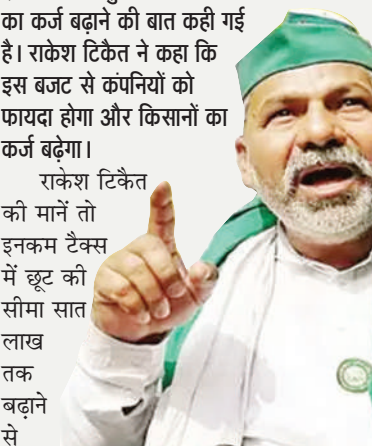 का कर्ज बढ़ाने की बात कही गई
है। राकेश टिकैत ने कहा कि
इस बजट से कंपनियों को
फायदा होगा और किसानों का
कर्ज बढ़ेगा।
राकेश टिकैत
की मानें तो
इनकम टैक्स
में छूट की
सीमा सात
लाख
तक
बढ़ाने
से